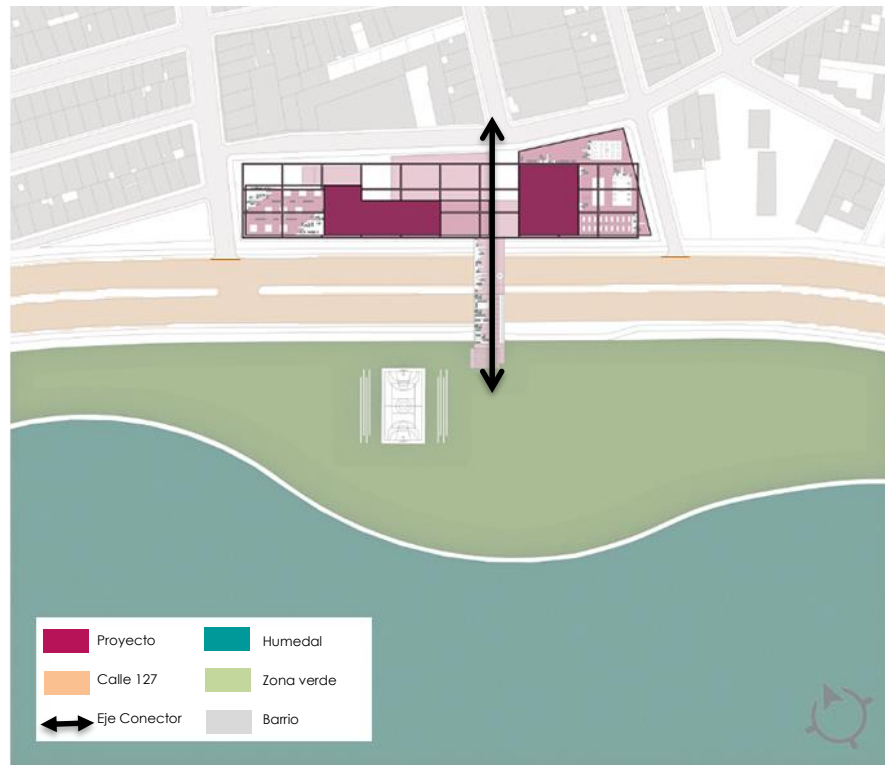 Proyecto
Humedal
Calle 127
Zona verde
Eje Conector
Barrio